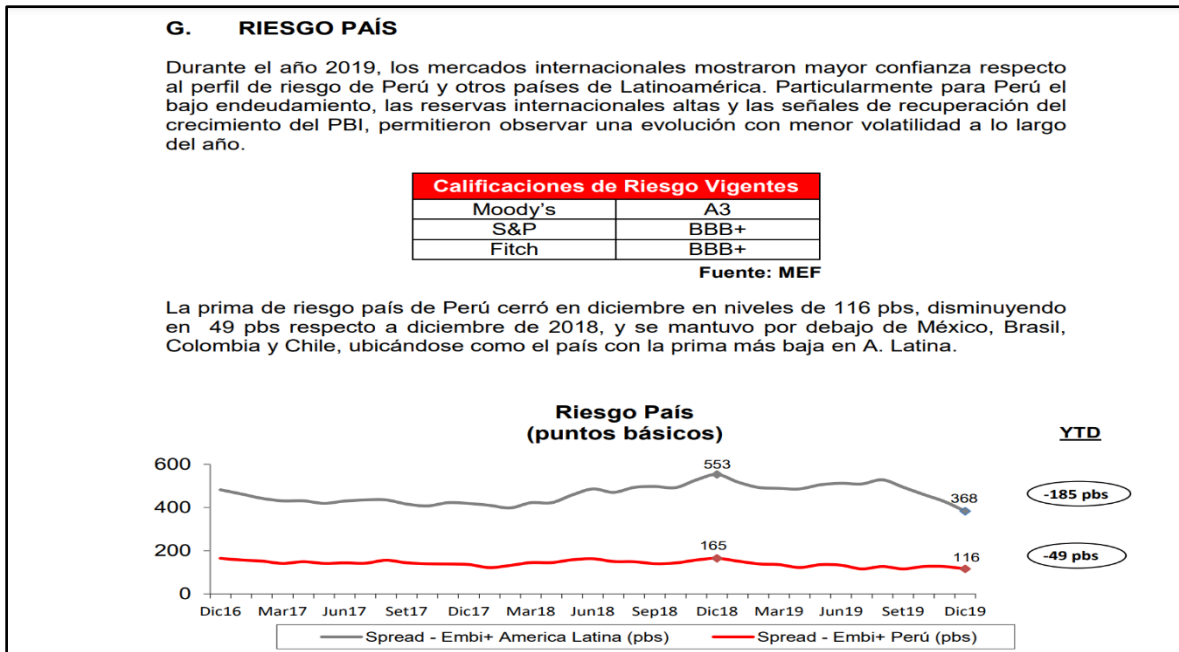 G. RIESGO PAÍS
Durante el año 2019, los mercados internacionales mostraron mayor confianza respecto
al perfil de riesgo de Perú y otros países de Latinoamérica. Particularmente para Perú el
bajo endeudamiento, las reservas internacionales altas y las señales de recuperación del
crecimiento del PBI, permitieron observar una evolución con menor volatilidad a lo largo
del año.
Calificaciones de Riesgo Vigentes
Moody's A3
S&P BBB+
Fitch BBB+
Fuente: MEF
La prima de riesgo país de Perú cerró en diciembre en niveles de 116 pbs, disminuyendo
en 49 pbs respecto a diciembre de 2018, y se mantuvo por debajo de México, Brasil,
Colombia y Chile, ubicándose como el país con la prima más baja en A. Latina.
Riesgo País
(puntos básicos)
YTD
600
553
400
368
-185 pbs
200
165
116
-49 pbs
0
Dic16 Mar17 Jun17 Set17 Dic17 Mar18 Jun18 Sep18 Dic18 Mar19 Jun19 Set19 Dic19
Spread - Embi+ America Latina (pbs) Spread - Embi+ Perú (pbs)